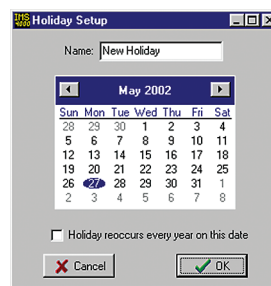 IMS 4000 Holiday Setup
Name: New Holiday
May 2002
Sun Mon Tue Wed Thu Fri Sat
28 29 30 1 2 3 4
5 6 7 8 9 10 11
12 13 14 15 16 17 18
19 20 21 22 23 24 25
26 27 28 29 30 31 1
2 3 4 5 6 7 8
Holiday reoccurs every year on this date
Cancel OK